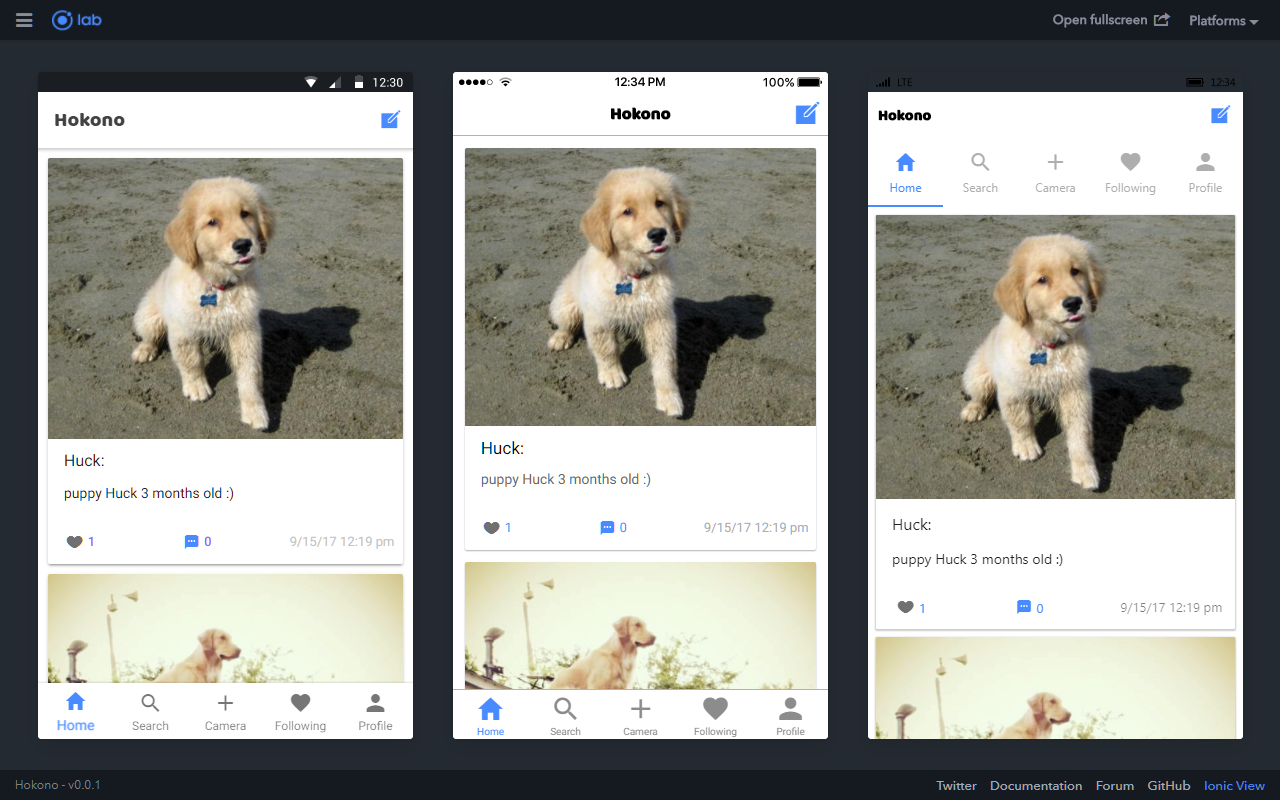 lab
Open fullscreen
Platforms
12:30
Hokono
Huck:
puppy Huck 3 months old :)
1
0
9/15/17 12:19 pm
Home
Search
Camera
Following
Profile
12:34 PM
100%
Hokono
Huck:
puppy Huck 3 months old :)
1
0
9/15/17 12:19 pm
Home
Search
Camera
Following
Profile
LTE
12:34
Hokono
Home
Search
Camera
Following
Profile
Huck:
puppy Huck 3 months old :)
1
0
9/15/17 12:19 pm
Hokono - v0.0.1
Twitter
Documentation
Forum
GitHub
Ionic View